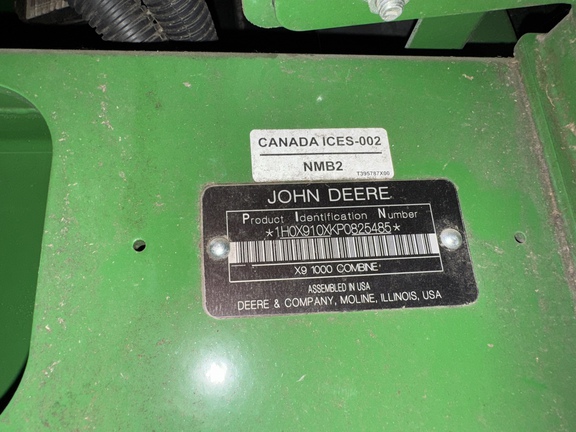 CANADA ICES-002
NMB2
T395787X00
JOHN DEERE
Product Identification Number
*1H0X910XKP0825485*
X9 1000 COMBINE
ASSEMBLED IN USA
DEERE & COMPANY, MOLINE, ILLINOIS, USA